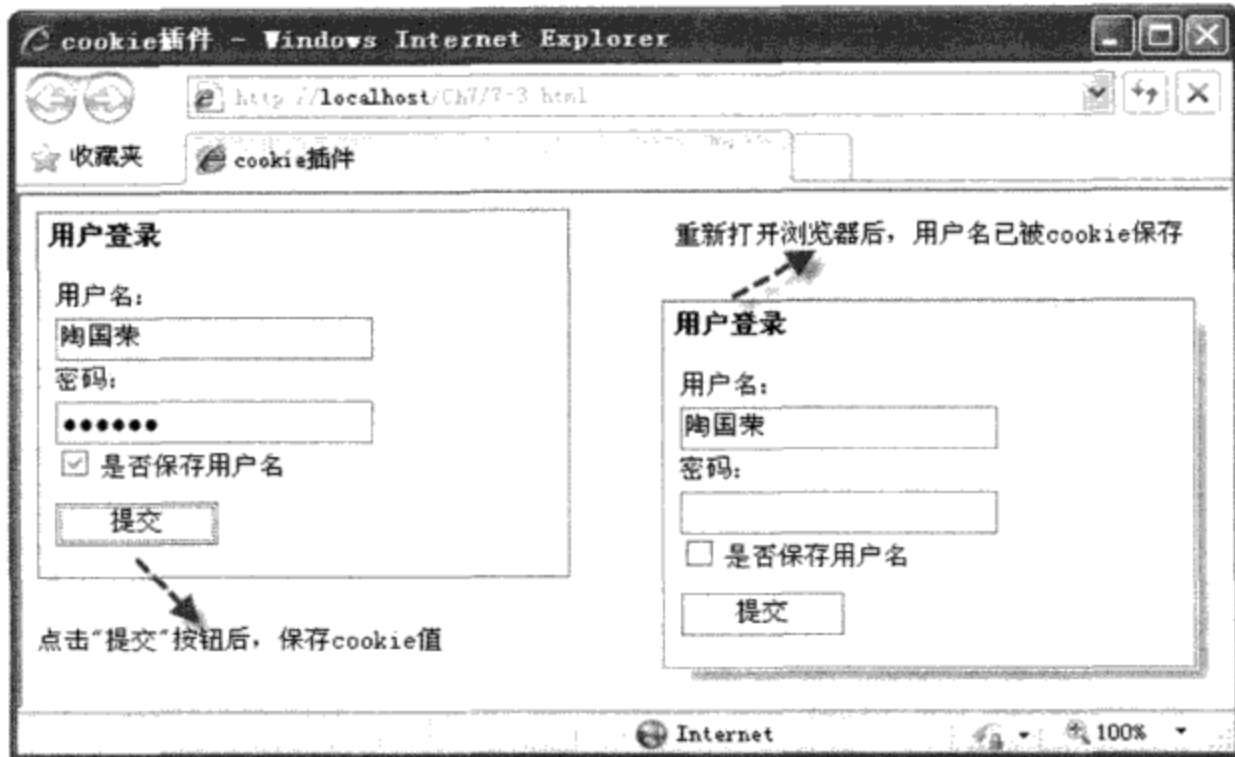 cookie插件 - Windows Internet Explorer
http://localhost/Ch7/7-3.html
收藏夹
cookie插件
用户登录
用户名：
陶国荣
密码：
●●●●●●
是否保存用户名
提交
点击"提交"按钮后，保存cookie值
重新打开浏览器后，用户名已被cookie保存
用户登录
用户名：
陶国荣
密码：
是否保存用户名
提交
Internet
100%